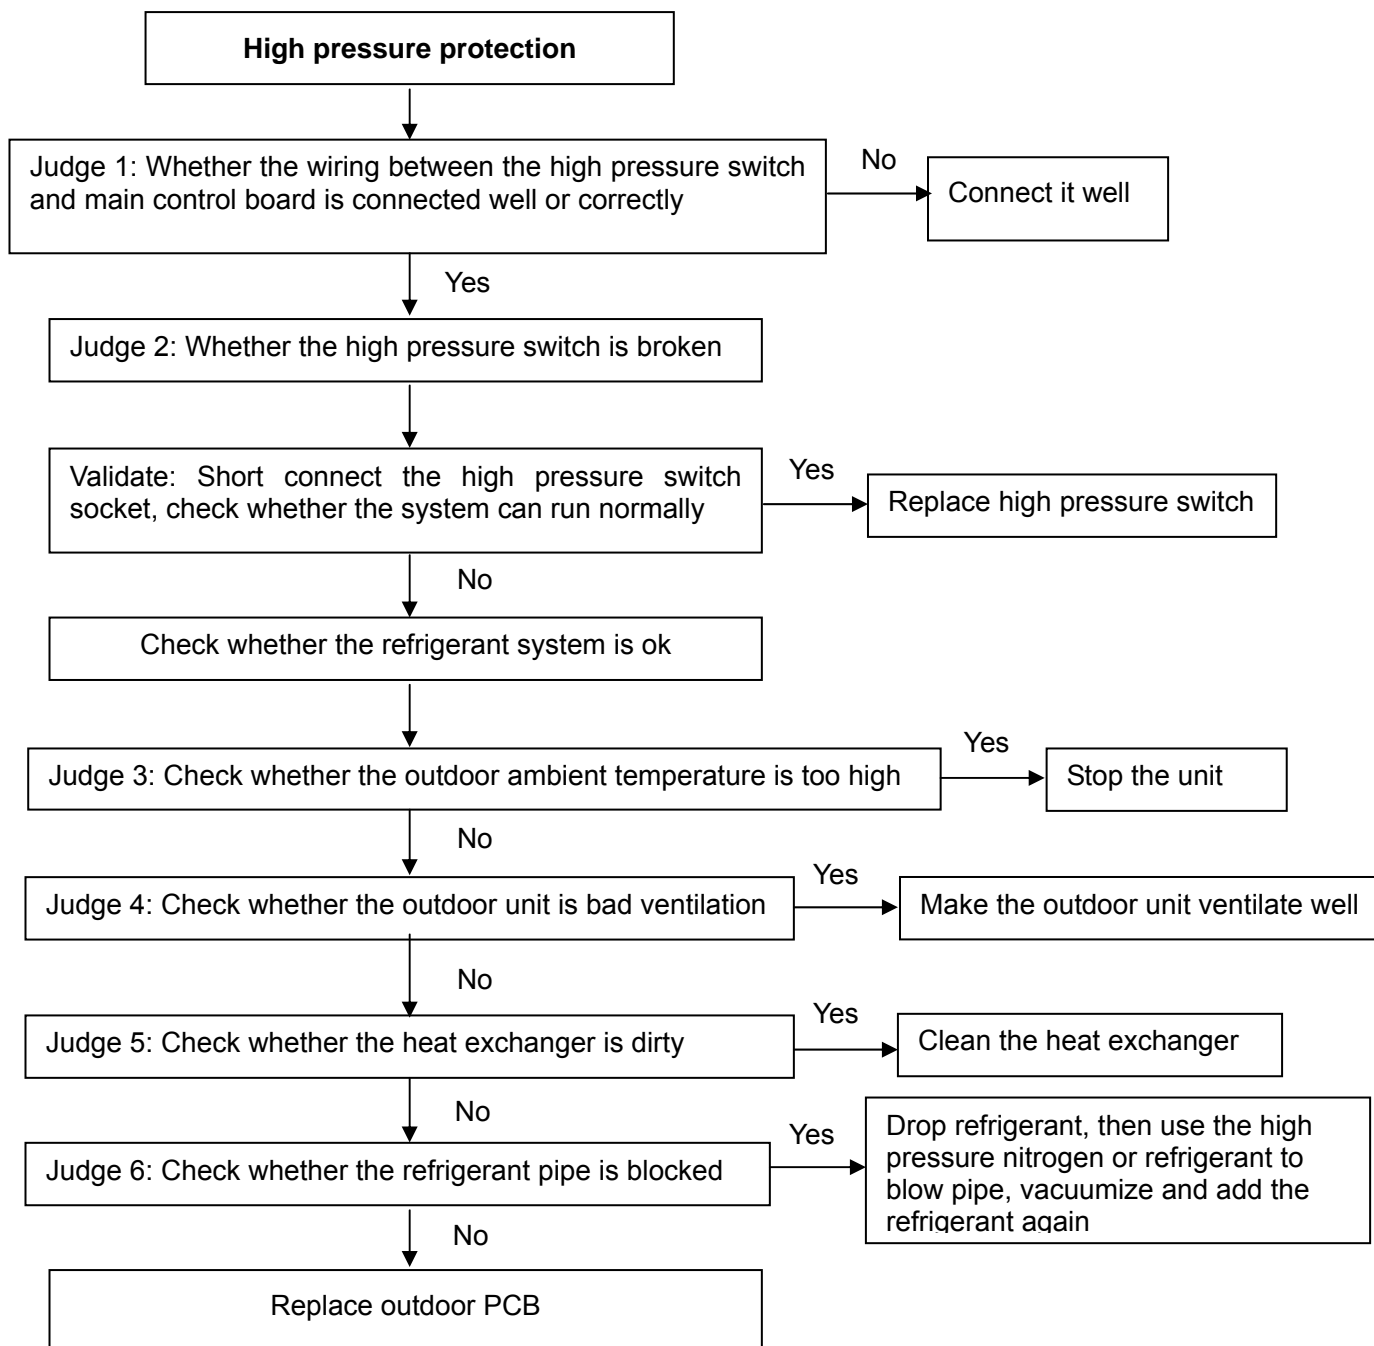 High pressure protection
Judge 1: Whether the wiring between the high pressure switch
and main control board is connected well or correctly
No
Connect it well
Yes
Judge 2: Whether the high pressure switch is broken
Validate: Short connect the high pressure switch
socket, check whether the system can run normally
Yes
Replace high pressure switch
No
Check whether the refrigerant system is ok
Judge 3: Check whether the outdoor ambient temperature is too high
Yes
Stop the unit
No
Judge 4: Check whether the outdoor unit is bad ventilation
Yes
Make the outdoor unit ventilate well
No
Judge 5: Check whether the heat exchanger is dirty
Yes
Clean the heat exchanger
No
Judge 6: Check whether the refrigerant pipe is blocked
Yes
Drop refrigerant, then use the high
pressure nitrogen or refrigerant to
blow pipe, vacuumize and add the
refrigerant again
No
Replace outdoor PCB